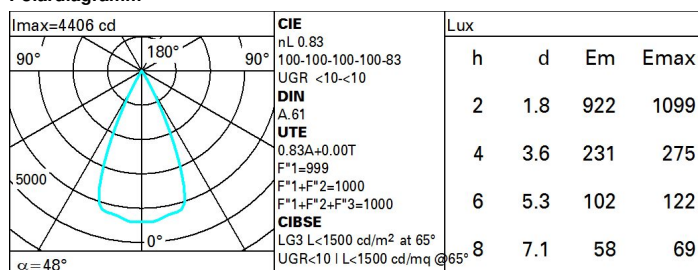 Imax=4406 cd
90°
180°
90°
5000
0°
α=48°
CIE
nL 0.83
100-100-100-100-83
UGR <10-<10
DIN
A.61
UTE
0.83A+0.00T
F"1=999
F"1+F"2=1000
F"1+F"2+F"3=1000
CIBSE
LG3 L<1500 cd/m² at 65°
UGR<10 | L<1500 cd/mq @65°
Lux
h d Em Emax
2 1.8 922 1099
4 3.6 231 275
6 5.3 102 122
8 7.1 58 69